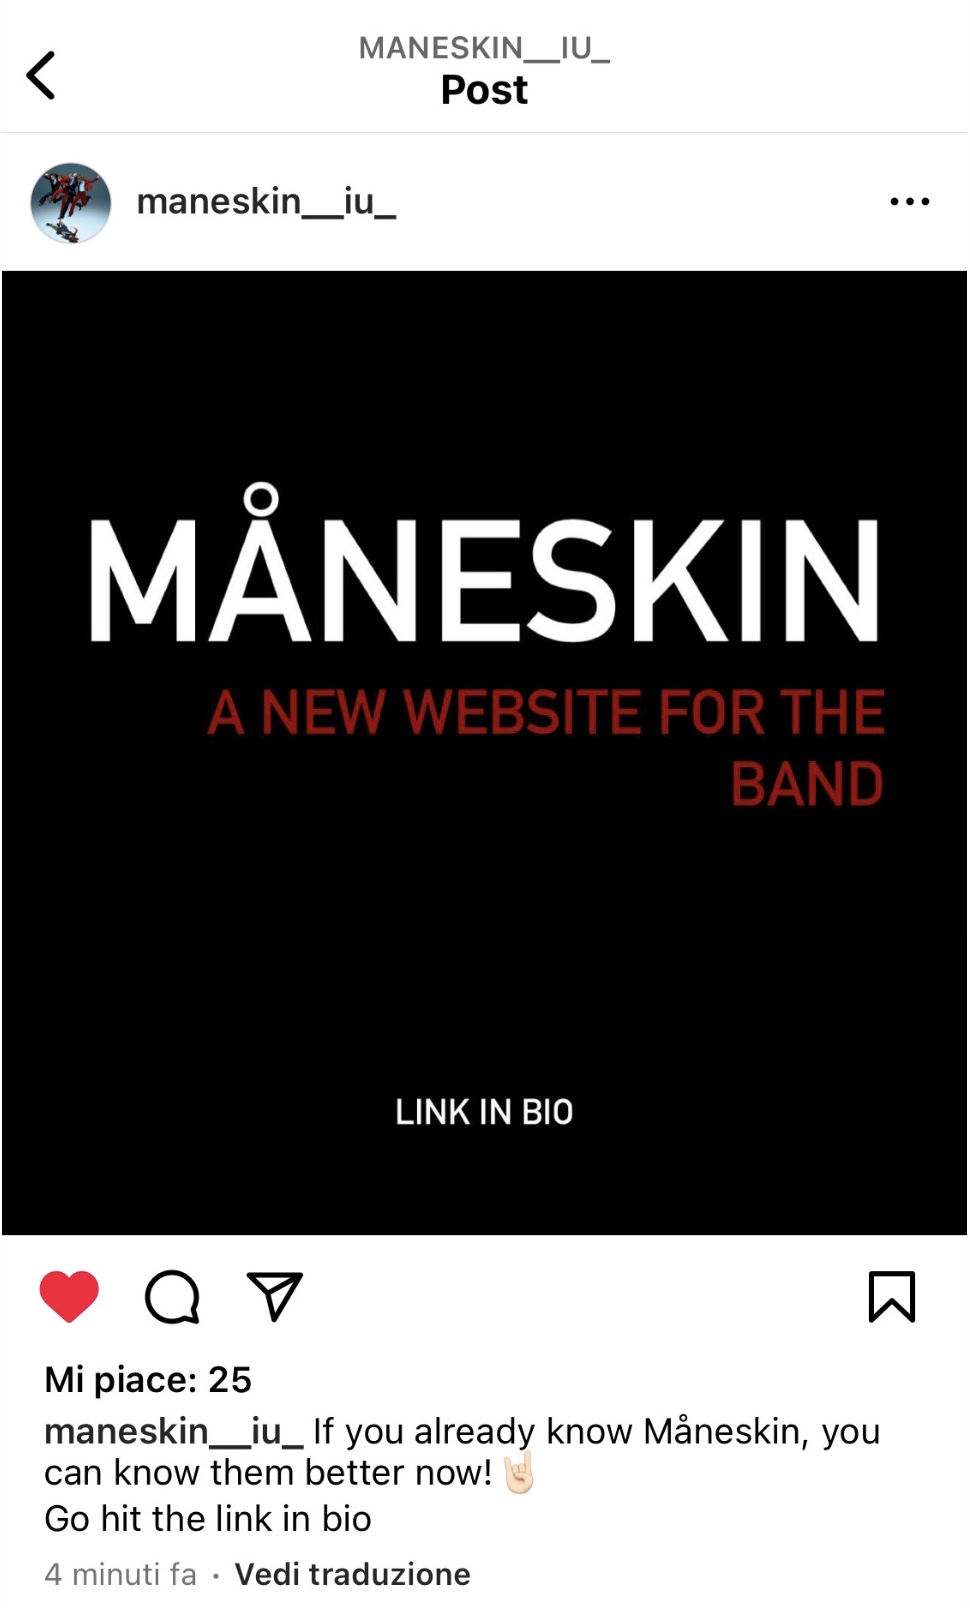 MANESKIN__IU_
Post
maneskin__iu_
MÅNESKIN
A NEW WEBSITE FOR THE
BAND
LINK IN BIO
Mi piace: 25
maneskin__iu_ If you already know Måneskin, you
can know them better now!🤘🏻
Go hit the link in bio
4 minuti fa · Vedi traduzione